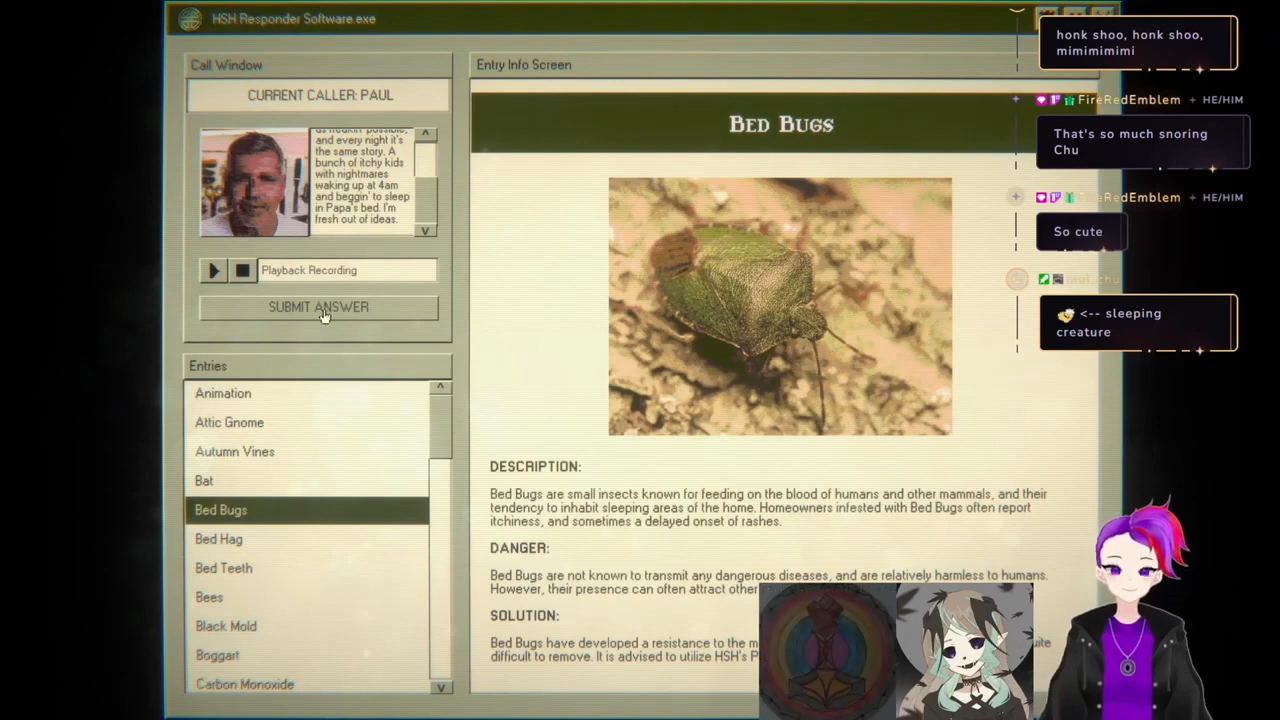 HSH Responder Software.exe
Call Window
CURRENT CALLER: PAUL
as freakin' possible,
and every night it's
the same story. A
bunch of itchy kids
with nightmares
waking up at 4am
and beggin' to sleep
in Papa's bed. I'm
fresh out of ideas.
Playback Recording
SUBMIT ANSWER
Entries
Animation
Attic Gnome
Autumn Vines
Bat
Bed Bugs
Bed Hag
Bed Teeth
Bees
Black Mold
Boggart
Carbon Monoxide
Entry Info Screen
Bed Bugs
DESCRIPTION:
Bed Bugs are small insects known for feeding on the blood of humans and other mammals, and their
tendency to inhabit sleeping areas of the home. Homeowners infested with Bed Bugs often report
itchiness, and sometimes a delayed onset of rashes.
DANGER:
Bed Bugs are not known to transmit any dangerous diseases, and are relatively harmless to humans.
However, their presence can often attract other
SOLUTION:
Bed Bugs have developed a resistance to the
difficult to remove. It is advised to utilize HSH's
honk shoo, honk shoo,
mimimimimi
FireRedEmblem HE/HIM
That's so much snoring
Chu
FireRedEmblem HE/HIM
So cute
<-- sleeping
creature